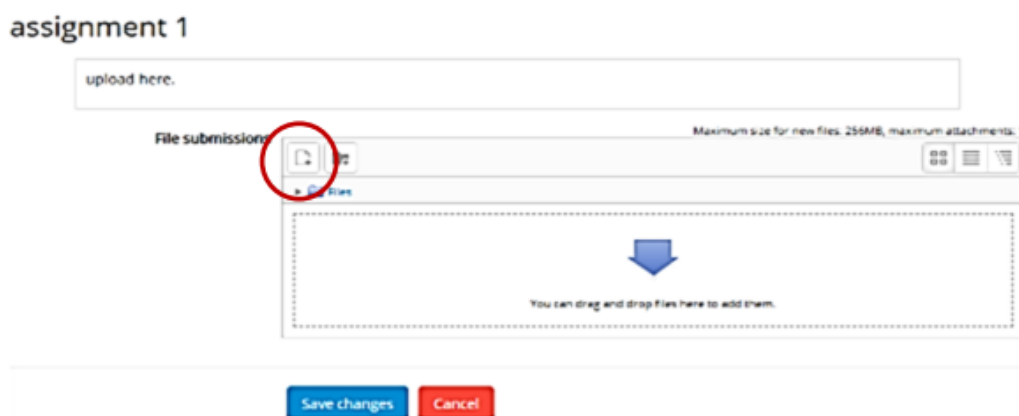 assignment 1
upload here.
Maximum size for new files: 256MB, maximum attachments:
File submissions
Files
You can drag and drop files here to add them.
Save changes
Cancel